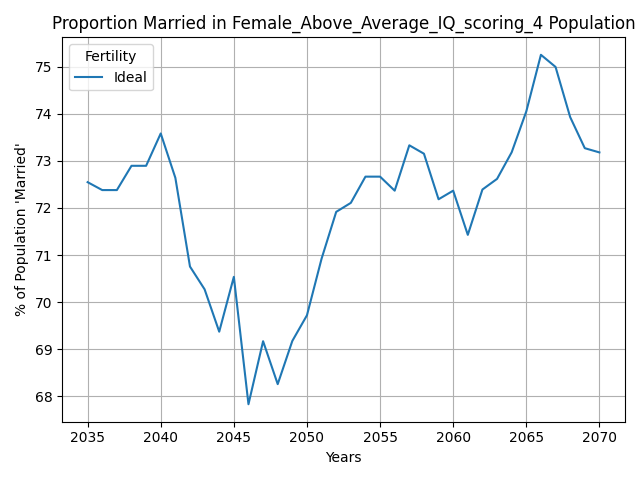 Proportion Married in Female_Above_Average_IQ_scoring_4 Population
Fertility
Ideal
% of Population 'Married'
75
74
73
72
71
70
69
68
2035 2040 2045 2050 2055 2060 2065 2070
Years